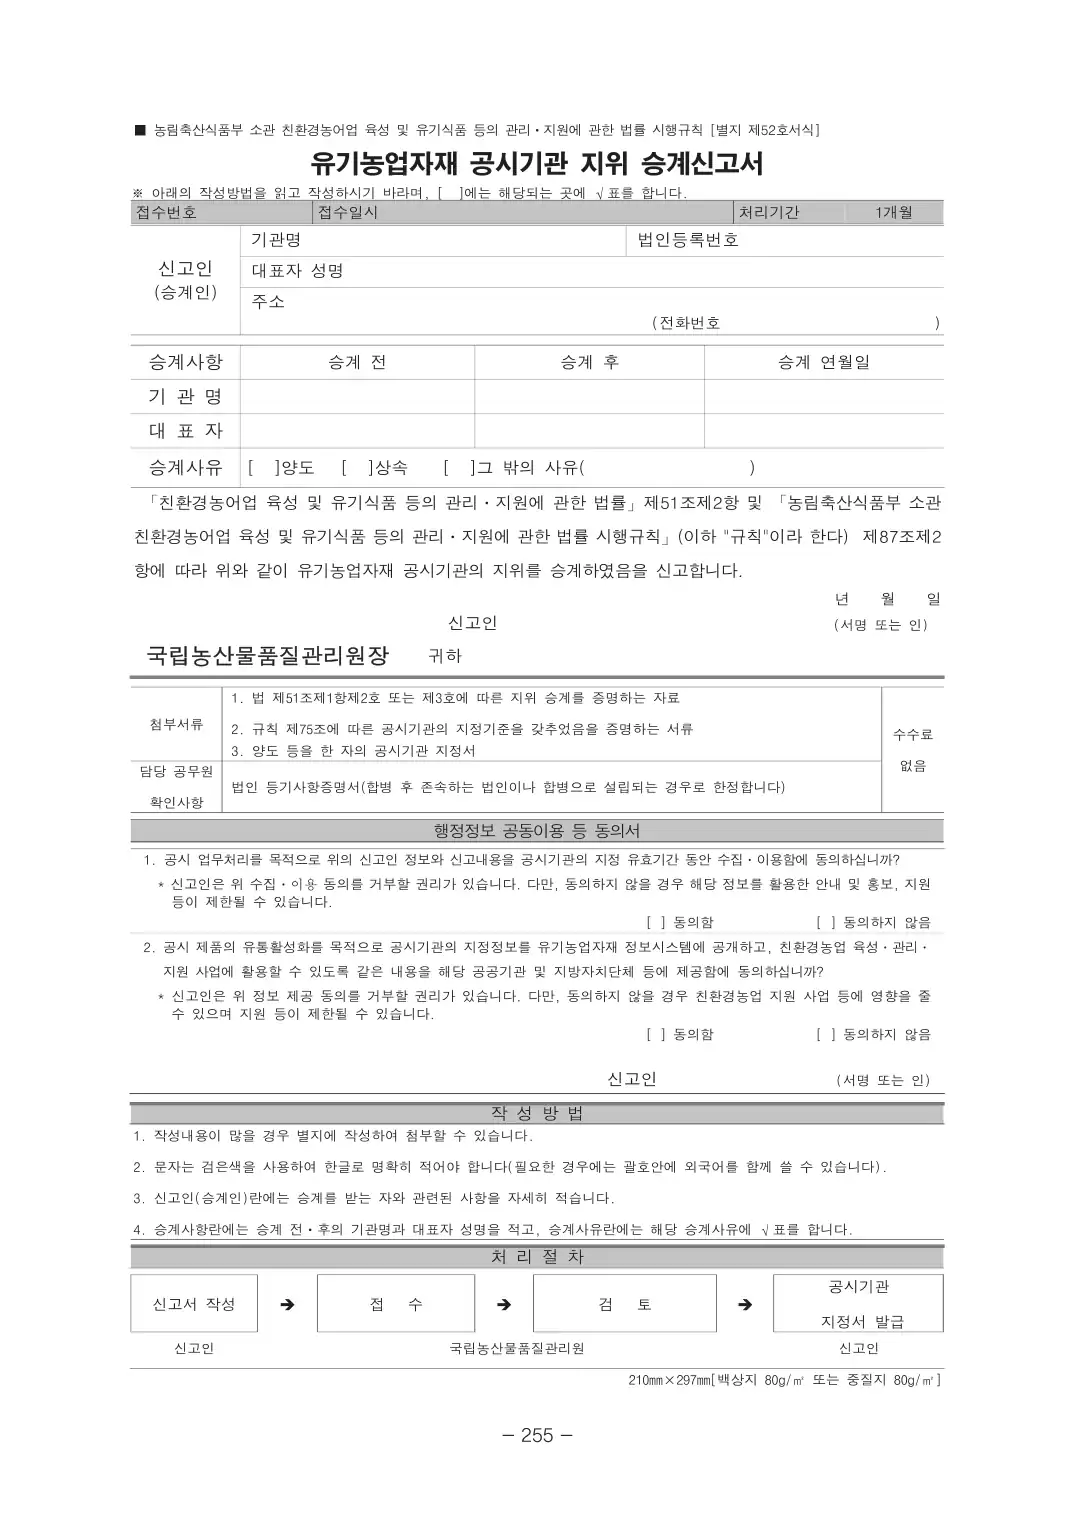 ■ 농림축산식품부 소관 친환경농어업 육성 및 유기식품 등의 관리·지원에 관한 법률 시행규칙 [별지 제52호서식]
유기농업자재 공시기관 지위 승계신고서
※ 아래의 작성방법을 읽고 작성하시기 바라며, [ ]에는 해당되는 곳에 √표를 합니다.
접수번호 접수일시 처리기간 1개월
신고인
(승계인)
기관명 법인등록번호
대표자 성명
주소
(전화번호 )
승계사항 승계 전 승계 후 승계 연월일
기 관 명
대 표 자
승계사유 [ ]양도 [ ]상속 [ ]그 밖의 사유( )
「친환경농어업 육성 및 유기식품 등의 관리·지원에 관한 법률」제51조제2항 및 「농림축산식품부 소관
친환경농어업 육성 및 유기식품 등의 관리·지원에 관한 법률 시행규칙」(이하 "규칙"이라 한다) 제87조제2
항에 따라 위와 같이 유기농업자재 공시기관의 지위를 승계하였음을 신고합니다.
년 월 일
신고인 (서명 또는 인)
국립농산물품질관리원장 귀하
첨부서류
1. 법 제51조제1항제2호 또는 제3호에 따른 지위 승계를 증명하는 자료
2. 규칙 제75조에 따른 공시기관의 지정기준을 갖추었음을 증명하는 서류
3. 양도 등을 한 자의 공시기관 지정서
수수료
없음
담당 공무원
확인사항
법인 등기사항증명서(합병 후 존속하는 법인이나 합병으로 설립되는 경우로 한정합니다)
행정정보 공동이용 등 동의서
1. 공시 업무처리를 목적으로 위의 신고인 정보와 신고내용을 공시기관의 지정 유효기간 동안 수집·이용함에 동의하십니까?
* 신고인은 위 수집·이용 동의를 거부할 권리가 있습니다. 다만, 동의하지 않을 경우 해당 정보를 활용한 안내 및 홍보, 지원
등이 제한될 수 있습니다.
[ ] 동의함 [ ] 동의하지 않음
2. 공시 제품의 유통활성화를 목적으로 공시기관의 지정정보를 유기농업자재 정보시스템에 공개하고, 친환경농업 육성·관리·
지원 사업에 활용할 수 있도록 같은 내용을 해당 공공기관 및 지방자치단체 등에 제공함에 동의하십니까?
* 신고인은 위 정보 제공 동의를 거부할 권리가 있습니다. 다만, 동의하지 않을 경우 친환경농업 지원 사업 등에 영향을 줄
수 있으며 지원 등이 제한될 수 있습니다.
[ ] 동의함 [ ] 동의하지 않음
신고인 (서명 또는 인)
작 성 방 법
1. 작성내용이 많을 경우 별지에 작성하여 첨부할 수 있습니다.
2. 문자는 검은색을 사용하여 한글로 명확히 적어야 합니다(필요한 경우에는 괄호안에 외국어를 함께 쓸 수 있습니다).
3. 신고인(승계인)란에는 승계를 받는 자와 관련된 사항을 자세히 적습니다.
4. 승계사항란에는 승계 전·후의 기관명과 대표자 성명을 적고, 승계사유란에는 해당 승계사유에 √표를 합니다.
처 리 절 차
신고서 작성 ➔ 접 수 ➔ 검 토 ➔ 공시기관
지정서 발급
신고인 국립농산물품질관리원 신고인
210㎜×297㎜[백상지 80g/㎡ 또는 중질지 80g/㎡]
- 255 -